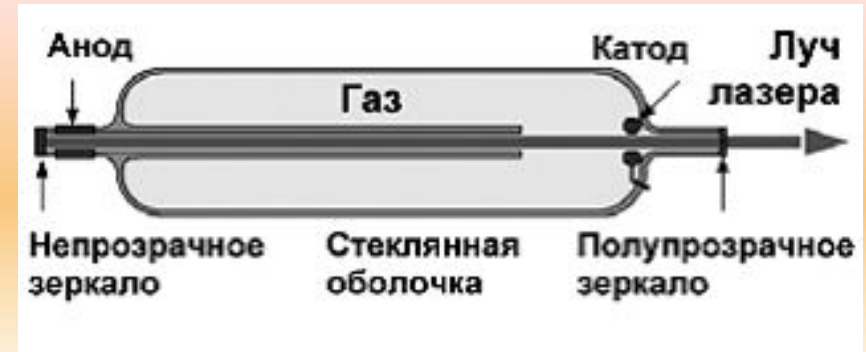 Анод
Газ
Катод
Луч
лазера
Непрозрачное
зеркало
Стеклянная
оболочка
Полупрозрачное
зеркало